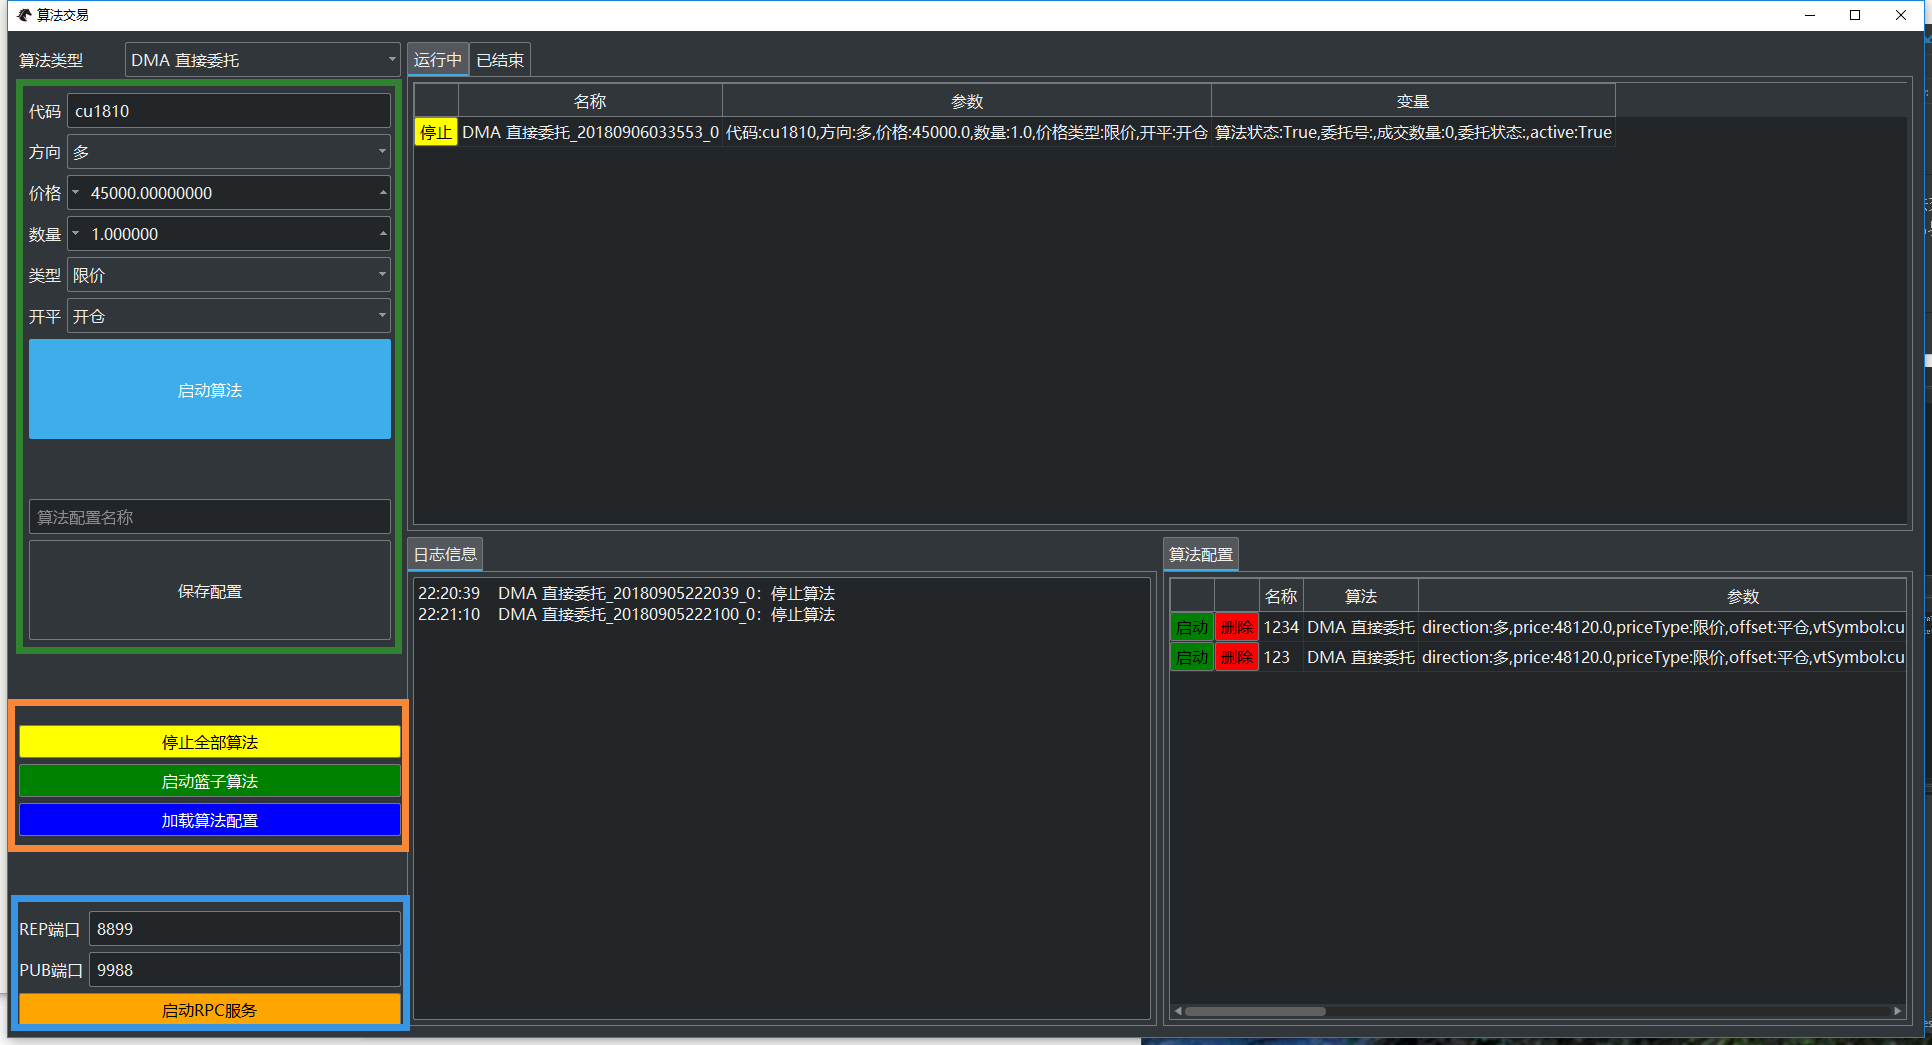 算法交易
算法类型 DMA 直接委托
代码 cu1810
方向 多
价格 45000.00000000
数量 1.000000
类型 限价
开平 开仓
启动算法
算法配置名称
保存配置
停止全部算法
启动篮子算法
加载算法配置
REP端口 8899
PUB端口 9988
启动RPC服务
运行中 已结束
名称 参数 变量
停止 DMA 直接委托_20180906033553_0 代码:cu1810,方向:多,价格:45000.0,数量:1.0,价格类型:限价,开平:开仓 算法状态:True,委托号:,成交数量:0,委托状态:,active:True
日志信息
22:20:39 DMA 直接委托_20180905222039_0：停止算法
22:21:10 DMA 直接委托_20180905222100_0：停止算法
算法配置
名称 算法 参数
启动 删除 1234 DMA 直接委托 direction:多,price:48120.0,priceType:限价,offset:平仓,vtSymbol:cu
启动 删除 123 DMA 直接委托 direction:多,price:48120.0,priceType:限价,offset:平仓,vtSymbol:cu